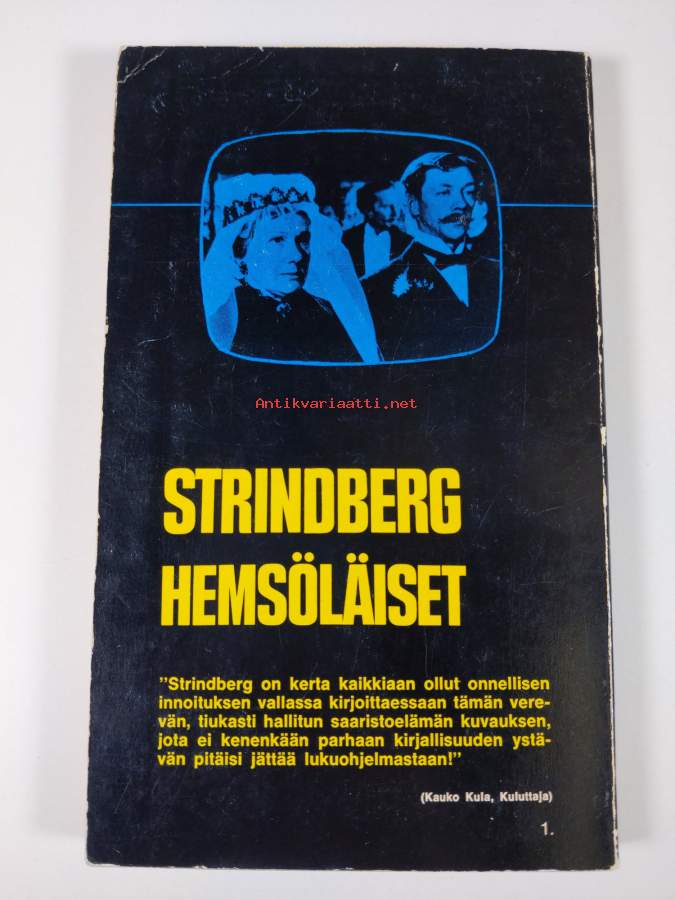 Antikvariaatti.net
STRINDBERG
HEMSÖLÄISET
”Strindberg on kerta kaikkiaan ollut onnellisen
innoituksen vallassa kirjoittaessaan tämän vere-
vän, tiukasti hallitun saaristoelämän kuvauksen,
jota ei kenenkään parhaan kirjallisuuden ystä-
vän pitäisi jättää lukuohjelmastaan!”
(Kauko Kula, Kuluttaja)
1.